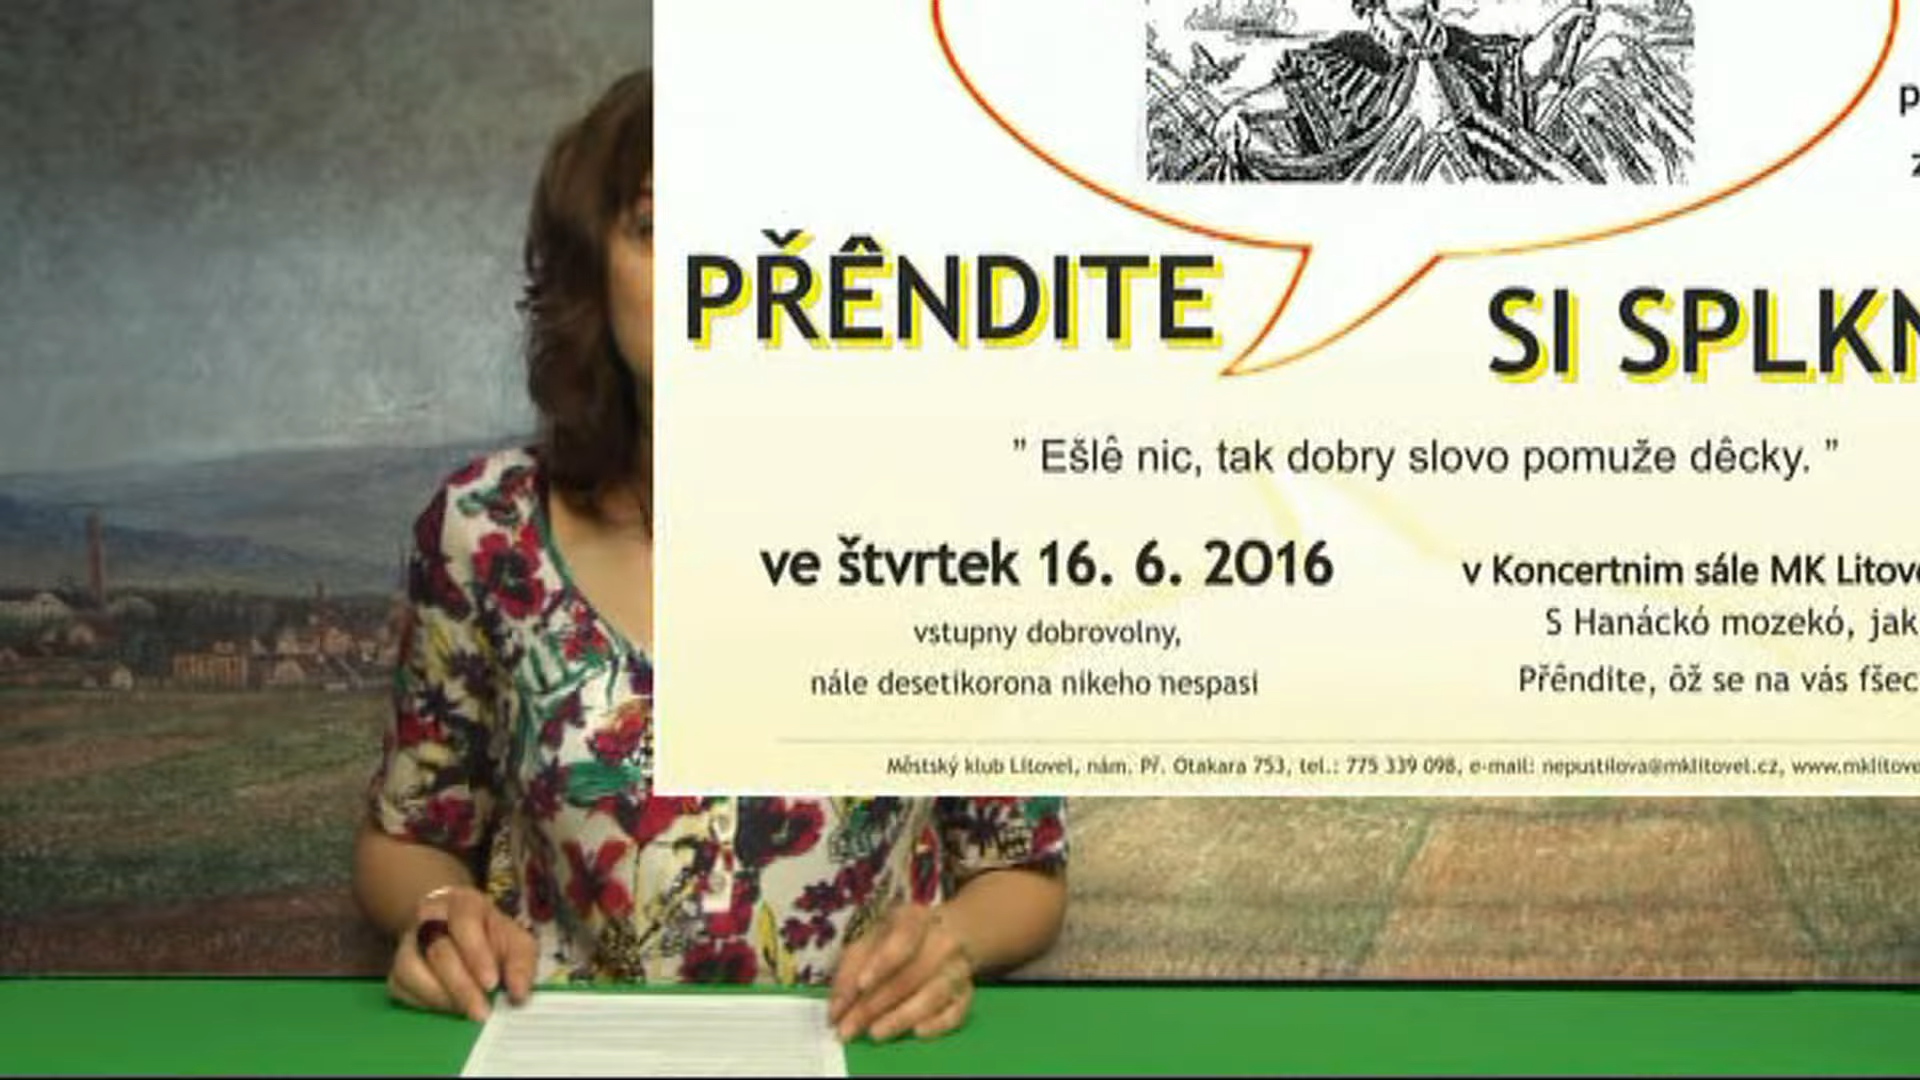 PŘÊNDITE
SI SPLKN
" Ešlê nic, tak dobry slovo pomuže dêcky. "
ve štvrtek 16. 6. 2016
vstupny dobrovolny,
nále desetikorona nikeho nespasí
v Koncertnim sále MK Litove
S Hanáckó mozekó, jak
Přêndite, ôž se na vás fšec
Městský klub Litovel, nám. Př. Otakara 753, tel.: 775 339 098, e-mail: nepustilova@mklitovel.cz, www.mklitove